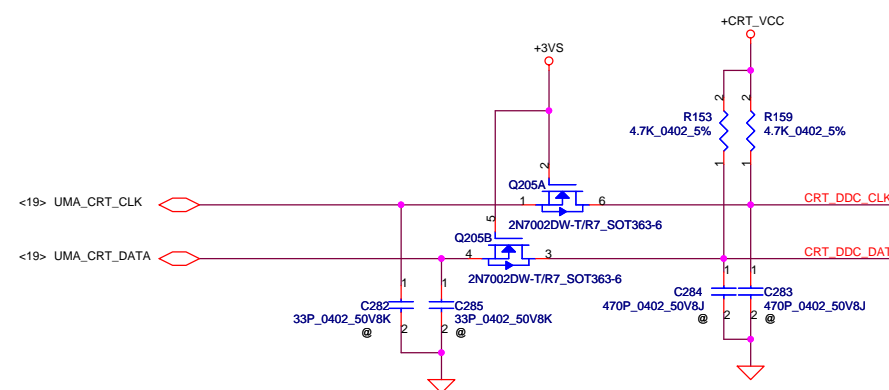 +CRT_VCC
+3VS
2
2
R153
R159
4.7K_0402_5%
4.7K_0402_5%
1
1
2
Q205A
<19> UMA_CRT_CLK
1
6
CRT_DDC_CLK
2N7002DW-T/R7_SOT363-6
5
Q205B
<19> UMA_CRT_DATA
4
3
CRT_DDC_DAT
2N7002DW-T/R7_SOT363-6
1
1
1
1
C282
C285
C284
C283
33P_0402_50V8K
33P_0402_50V8K
470P_0402_50V8J
470P_0402_50V8J
@
2
2
@
@
2
2
@